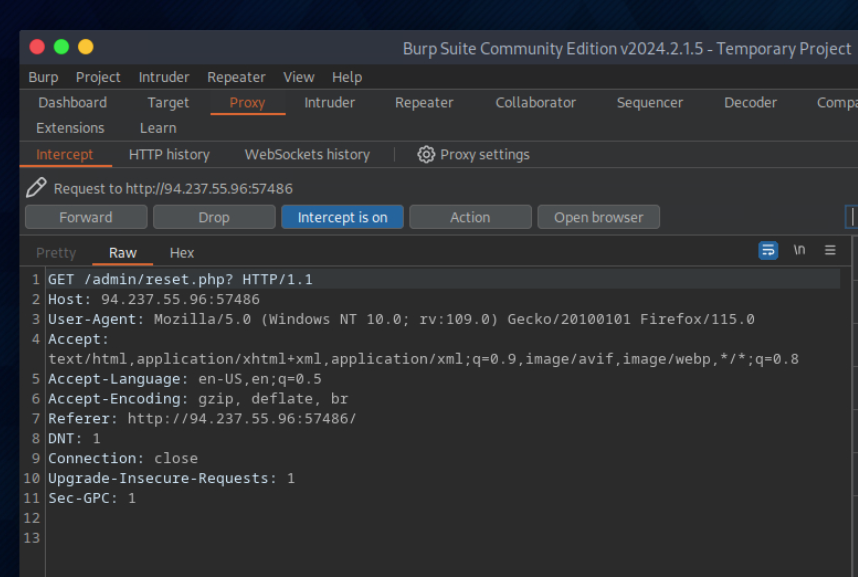 Burp Suite Community Edition v2024.2.1.5 - Temporary Project
Burp Project Intruder Repeater View Help
Dashboard Target Proxy Intruder Repeater Collaborator Sequencer Decoder
Extensions Learn
Intercept HTTP history WebSockets history Proxy settings
Request to http://94.237.55.96:57486
Forward Drop Intercept is on Action Open browser
Pretty Raw Hex \n
1 GET /admin/reset.php? HTTP/1.1
2 Host: 94.237.55.96:57486
3 User-Agent: Mozilla/5.0 (Windows NT 10.0; rv:109.0) Gecko/20100101 Firefox/115.0
4 Accept:
text/html,application/xhtml+xml,application/xml;q=0.9,image/avif,image/webp,*/*;q=0.8
5 Accept-Language: en-US,en;q=0.5
6 Accept-Encoding: gzip, deflate, br
7 Referer: http://94.237.55.96:57486/
8 DNT: 1
9 Connection: close
10 Upgrade-Insecure-Requests: 1
11 Sec-GPC: 1
12
13